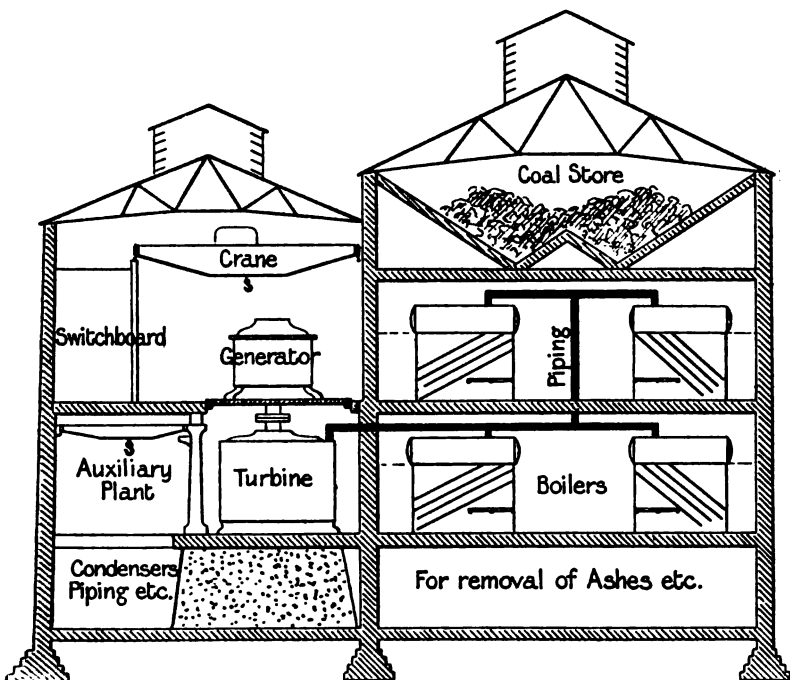 Coal Store
Crane
Switchboard
Generator
Piping
Auxiliary
Plant
Turbine
Boilers
Condensers
Piping etc.
For removal of Ashes etc.